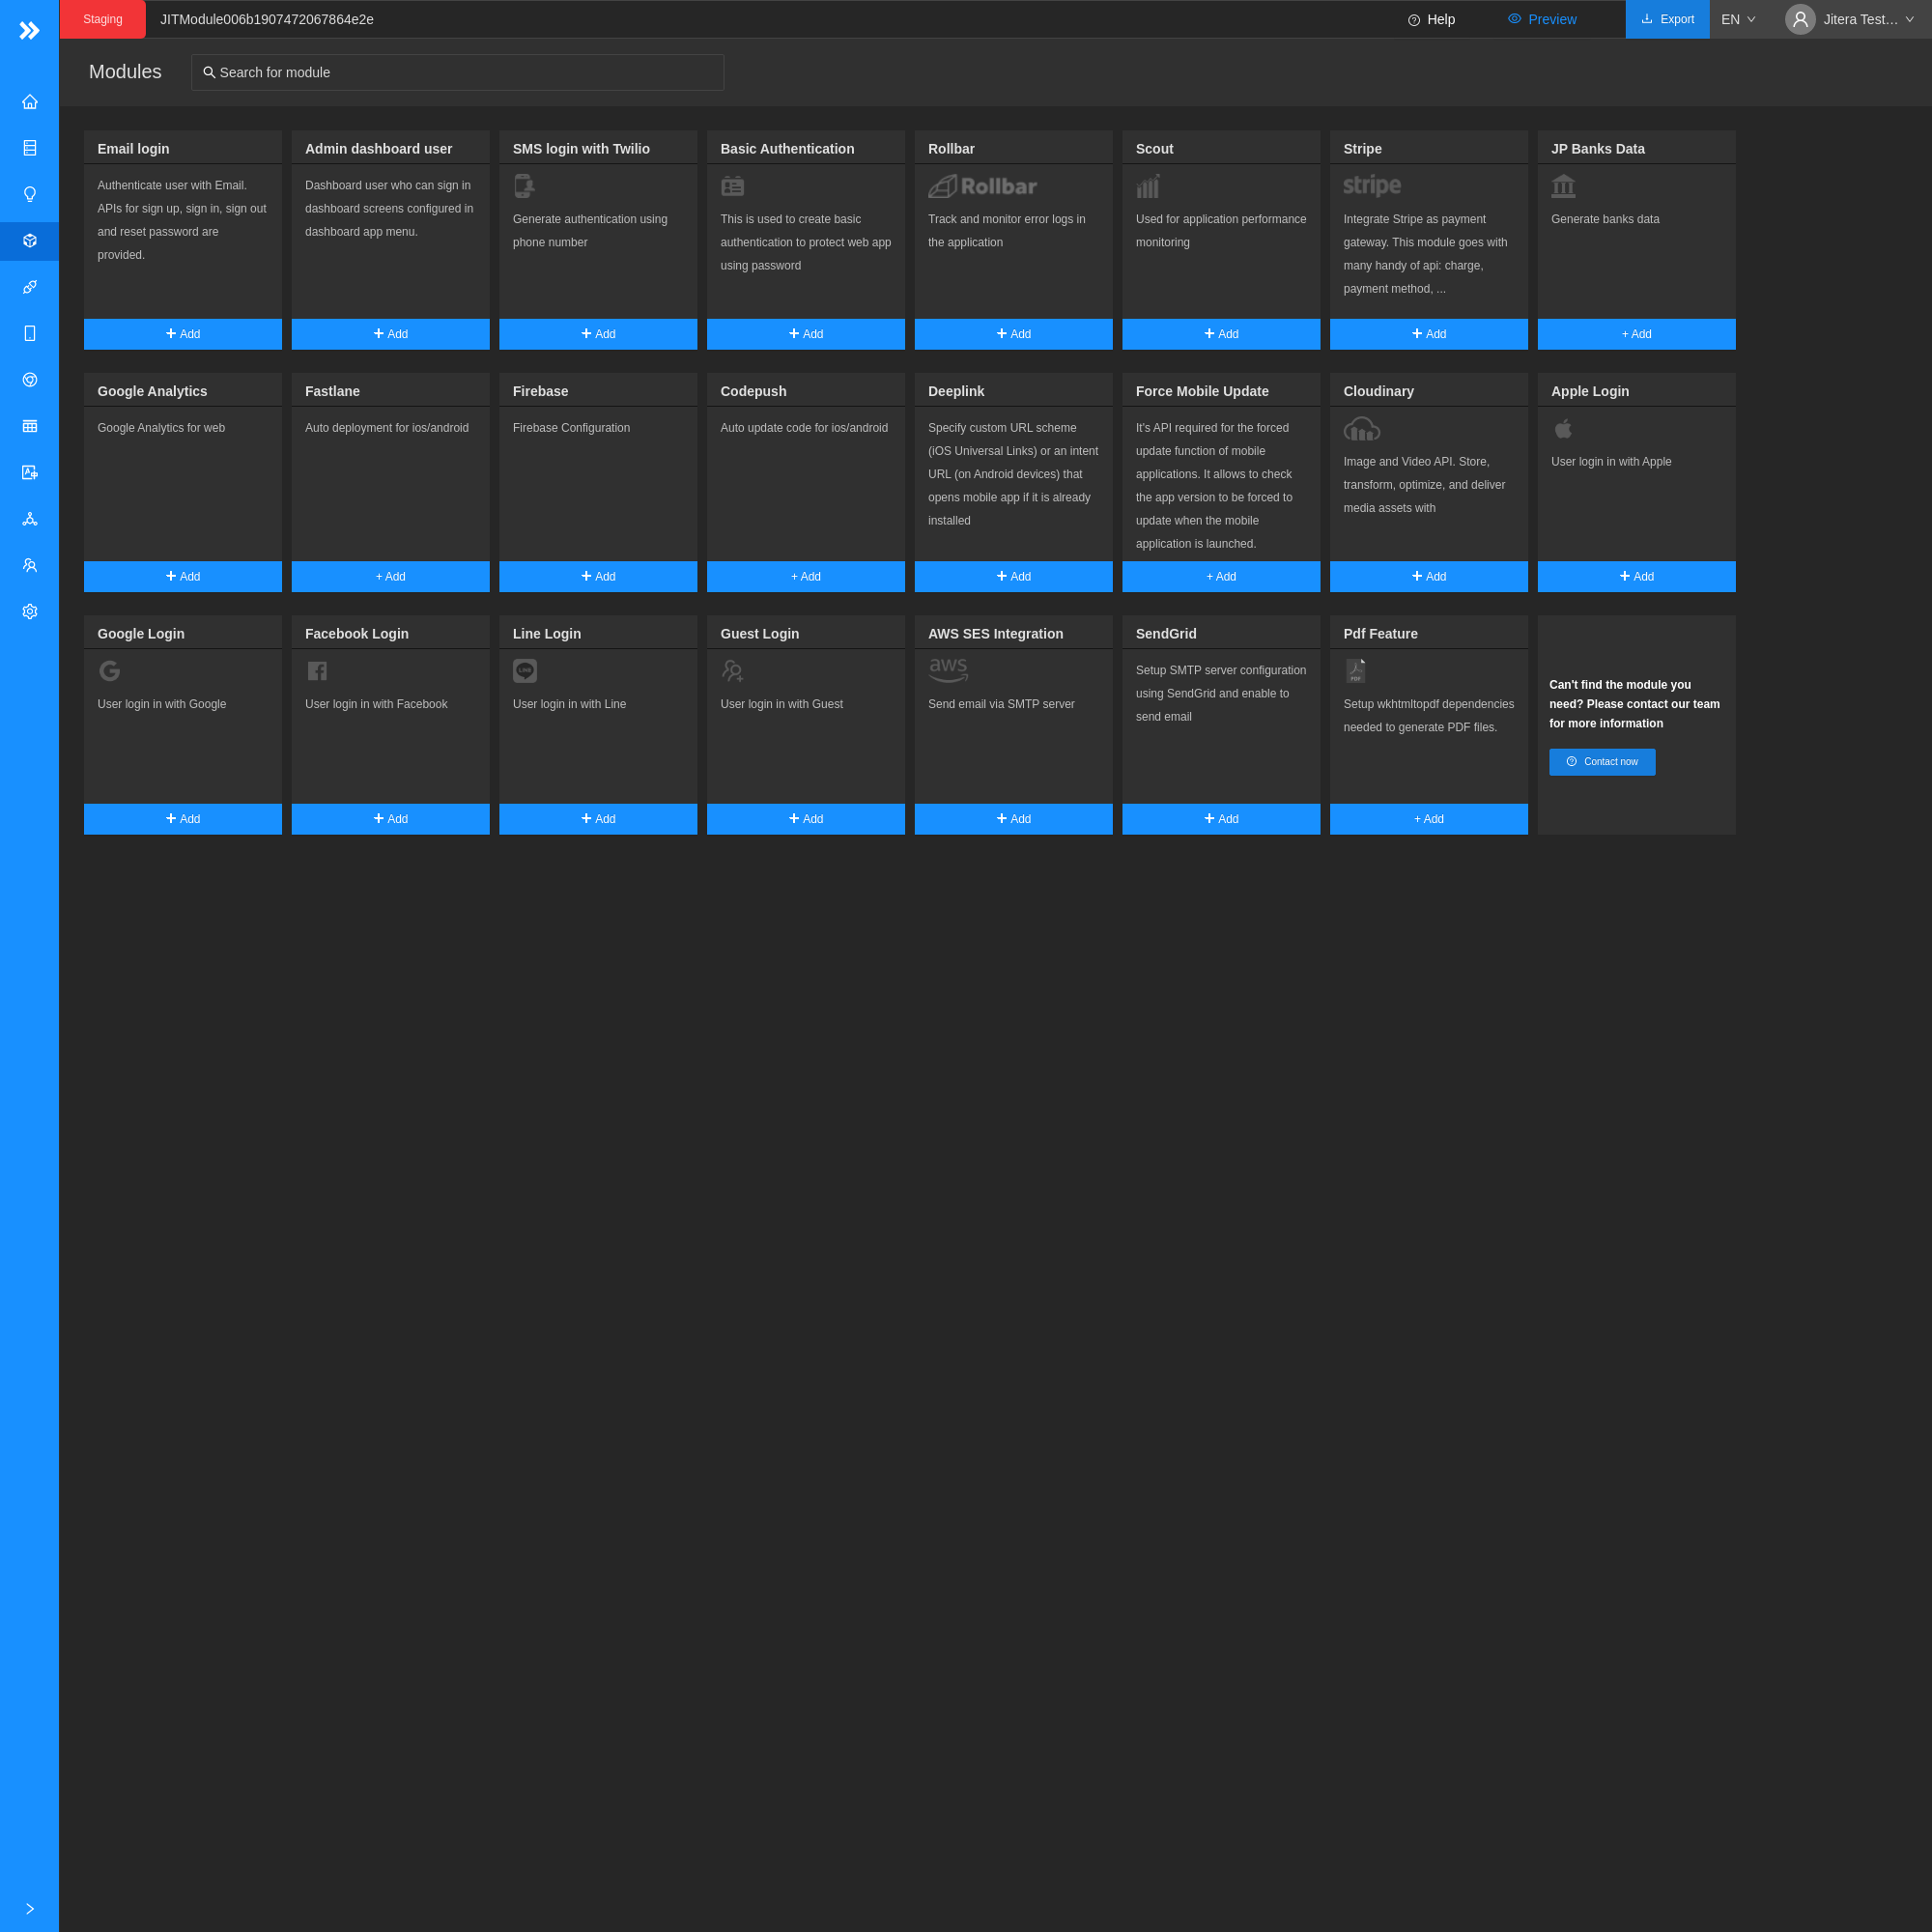 Staging
JITModule006b1907472067864e2e
Help
Preview
Export
EN
Jitera Test…
Modules
Search for module
Email login
Authenticate user with Email.
APIs for sign up, sign in, sign out
and reset password are
provided.
Add
Admin dashboard user
Dashboard user who can sign in
dashboard screens configured in
dashboard app menu.
Add
SMS login with Twilio
Generate authentication using
phone number
Add
Basic Authentication
This is used to create basic
authentication to protect web app
using password
Add
Rollbar
Rollbar
Track and monitor error logs in
the application
Add
Scout
Used for application performance
monitoring
Add
Stripe
stripe
Integrate Stripe as payment
gateway. This module goes with
many handy of api: charge,
payment method, ...
Add
JP Banks Data
Generate banks data
+ Add
Google Analytics
Google Analytics for web
Add
Fastlane
Auto deployment for ios/android
+ Add
Firebase
Firebase Configuration
Add
Codepush
Auto update code for ios/android
+ Add
Deeplink
Specify custom URL scheme
(iOS Universal Links) or an intent
URL (on Android devices) that
opens mobile app if it is already
installed
Add
Force Mobile Update
It's API required for the forced
update function of mobile
applications. It allows to check
the app version to be forced to
update when the mobile
application is launched.
+ Add
Cloudinary
Image and Video API. Store,
transform, optimize, and deliver
media assets with
Add
Apple Login
User login in with Apple
Add
Google Login
User login in with Google
Add
Facebook Login
User login in with Facebook
Add
Line Login
LINE
User login in with Line
Add
Guest Login
User login in with Guest
Add
AWS SES Integration
aws
Send email via SMTP server
Add
SendGrid
Setup SMTP server configuration
using SendGrid and enable to
send email
Add
Pdf Feature
PDF
Setup wkhtmltopdf dependencies
needed to generate PDF files.
+ Add
Can't find the module you
need? Please contact our team
for more information
Contact now